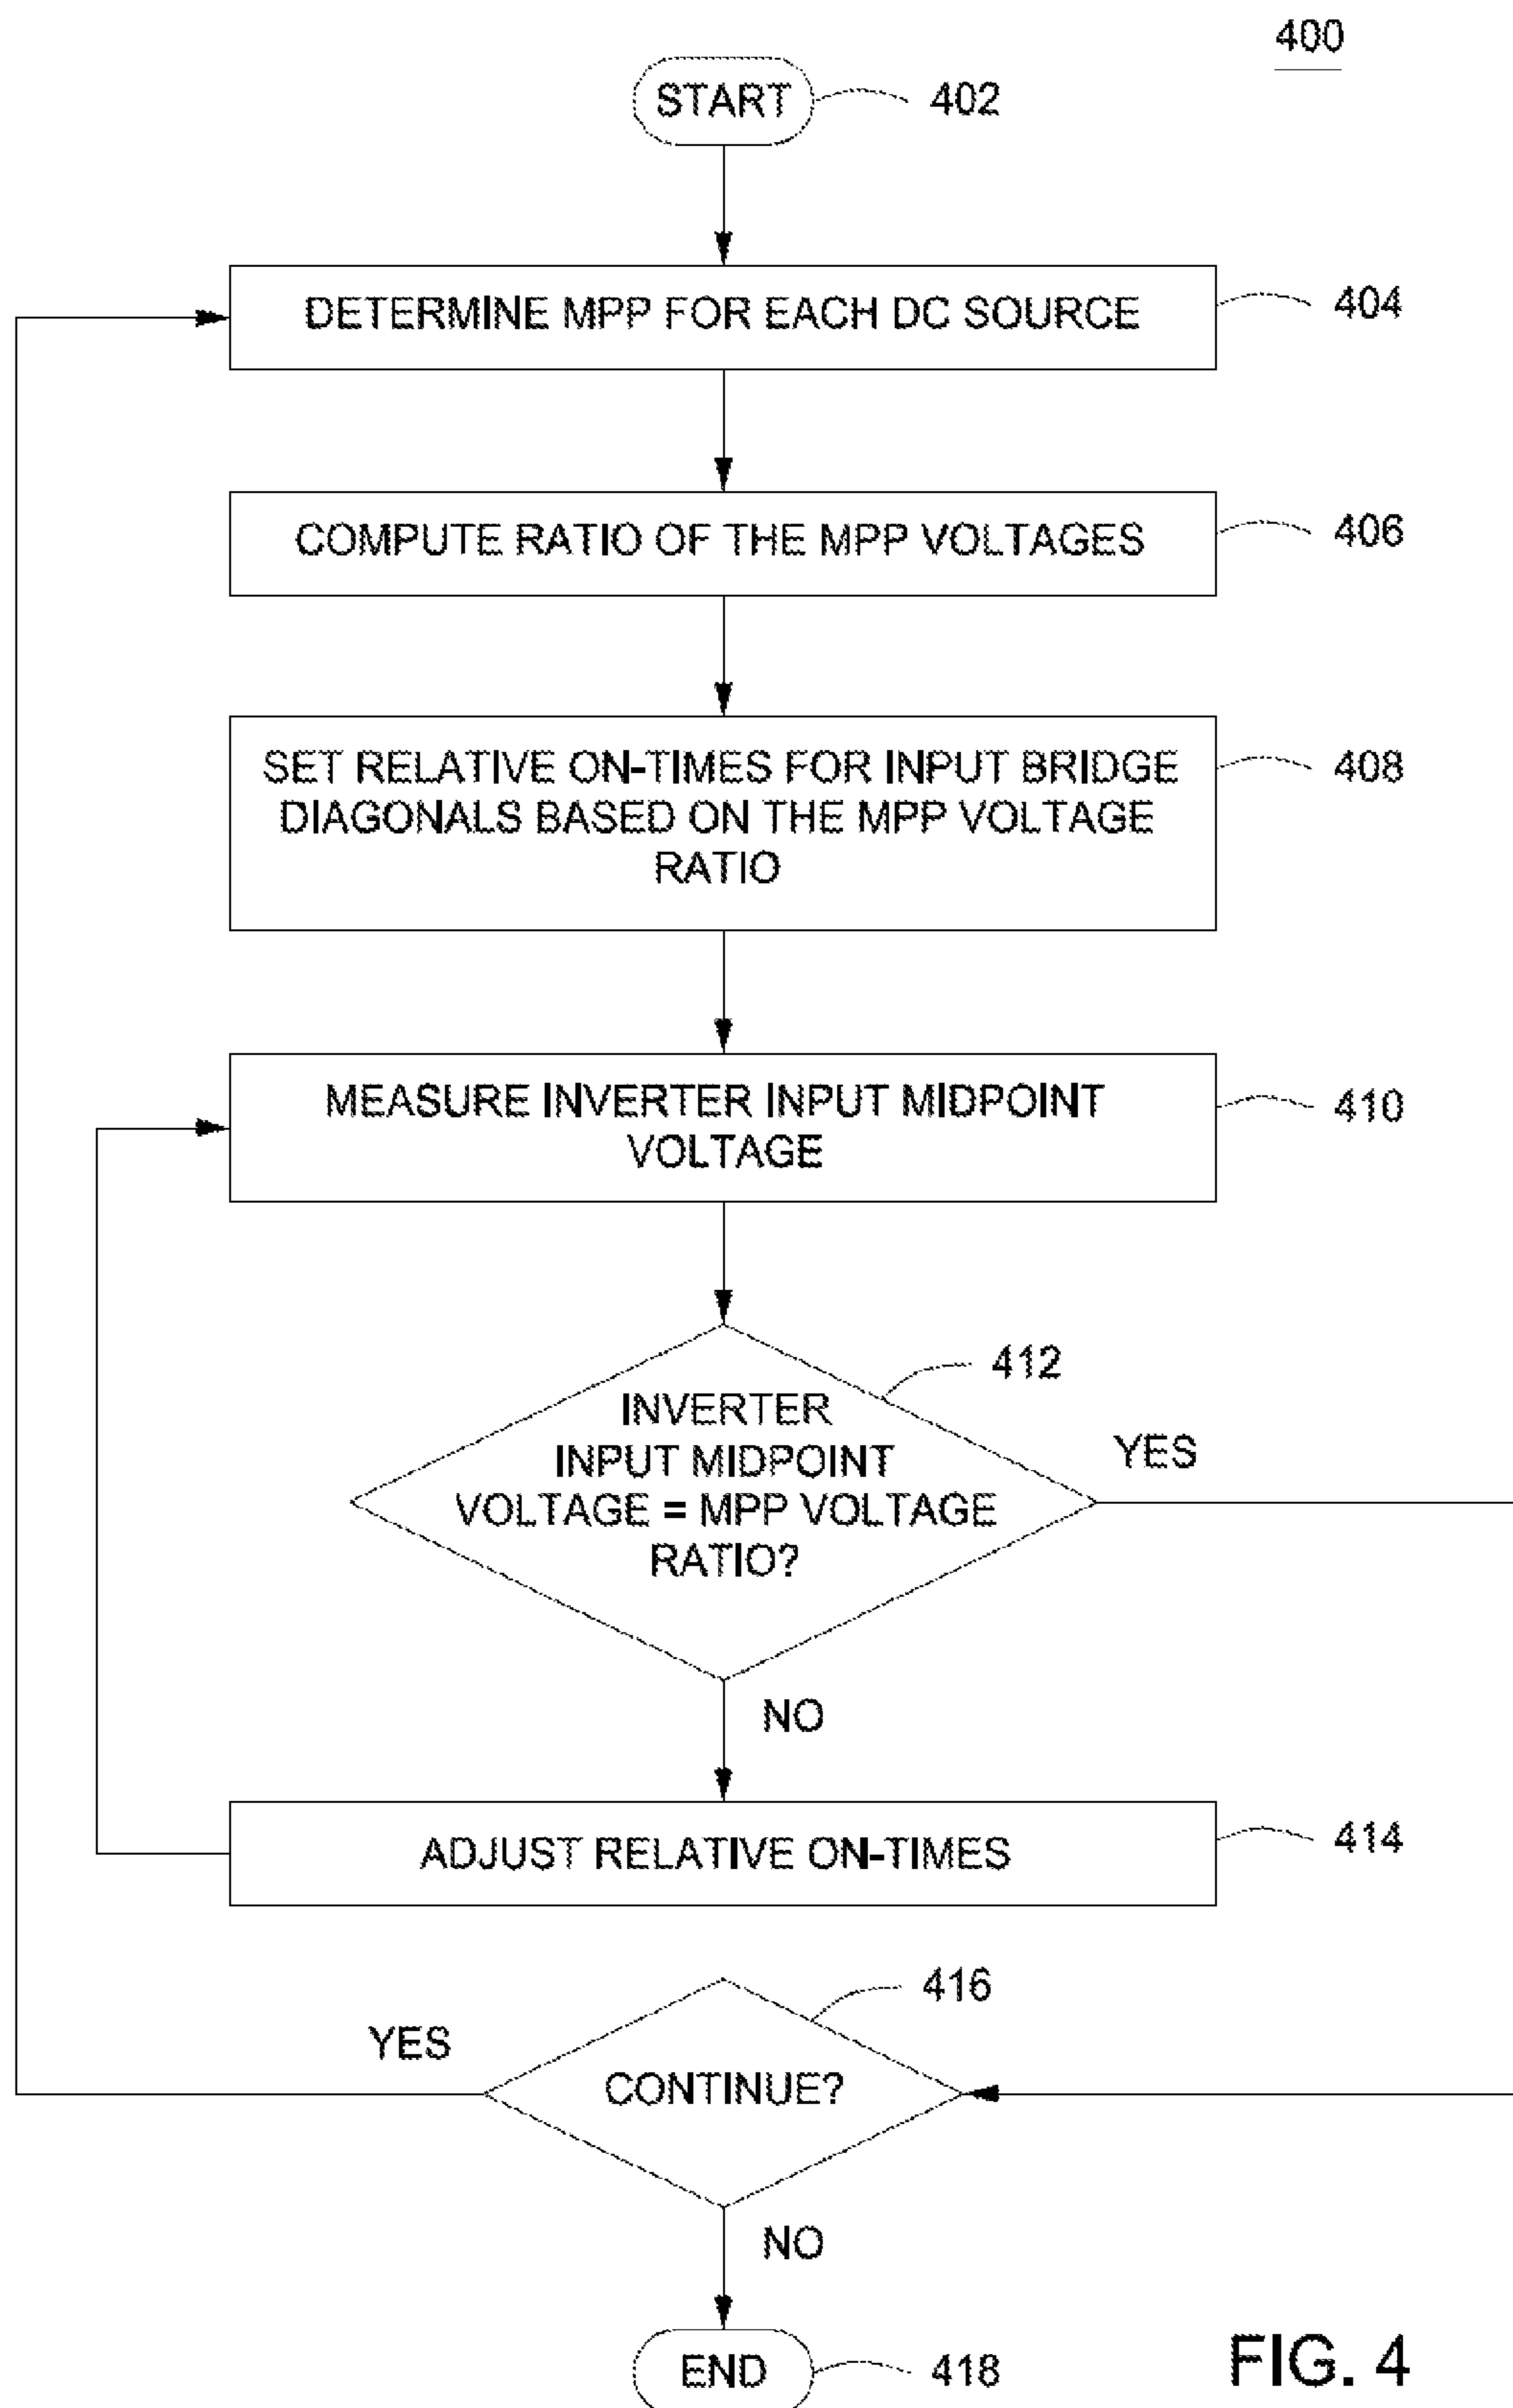 400
START
402
DETERMINE MPP FOR EACH DC SOURCE
404
COMPUTE RATIO OF THE MPP VOLTAGES
406
SET RELATIVE ON-TIMES FOR INPUT BRIDGE
DIAGONALS BASED ON THE MPP VOLTAGE
RATIO
408
MEASURE INVERTER INPUT MIDPOINT
VOLTAGE
410
412
INVERTER
INPUT MIDPOINT
VOLTAGE = MPP VOLTAGE
RATIO?
YES
NO
ADJUST RELATIVE ON-TIMES
414
416
YES
CONTINUE?
NO
END
418
FIG. 4